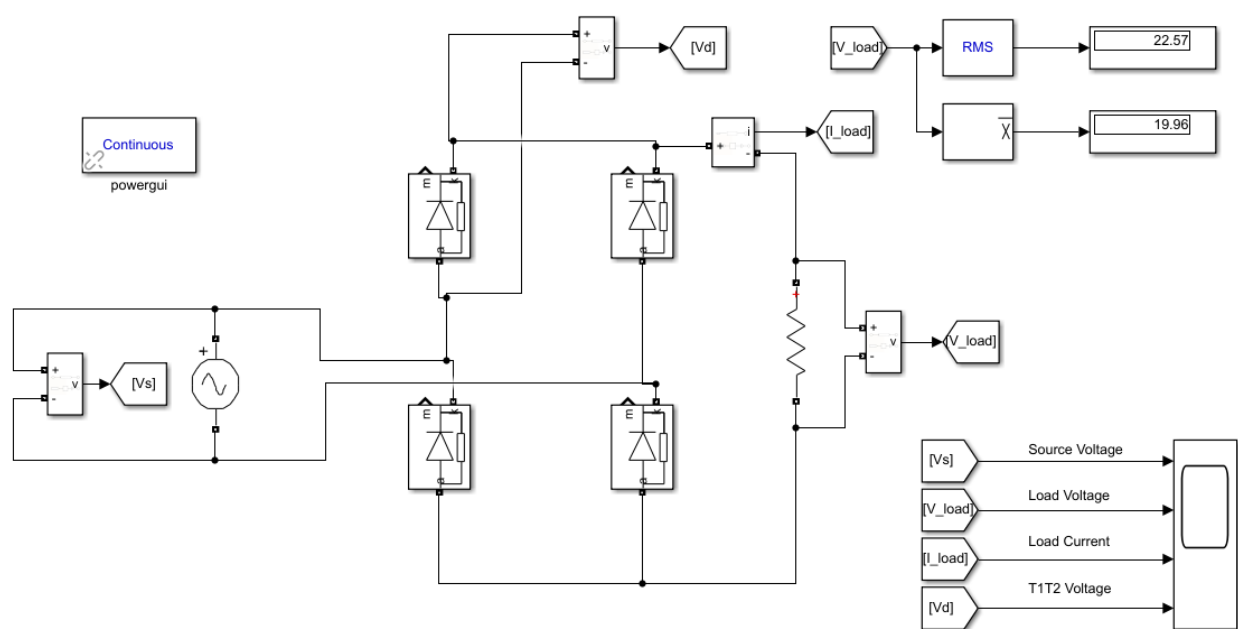 +
v
-
[Vd]
[V_load]
RMS
22.57
X
19.96
Continuous
powergui
i
+
-
[I_load]
m
k
a
m
k
a
+
+
v
-
[Vs]
+
+
v
-
[V_load]
m
k
a
m
k
a
[Vs]
Source Voltage
[V_load]
Load Voltage
[I_load]
Load Current
[Vd]
T1T2 Voltage